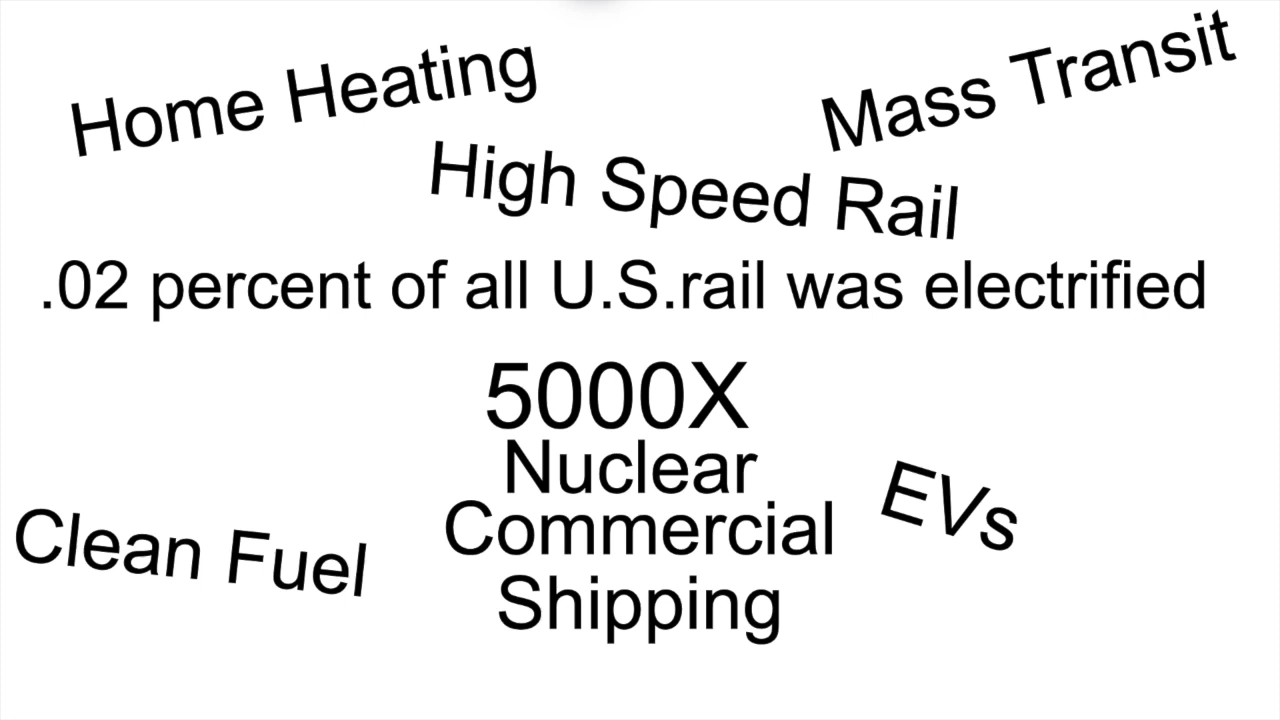 Home Heating
Mass Transit
High Speed Rail
.02 percent of all U.S.rail was electrified
5000X
Nuclear
Commercial
Shipping
EVs
Clean Fuel